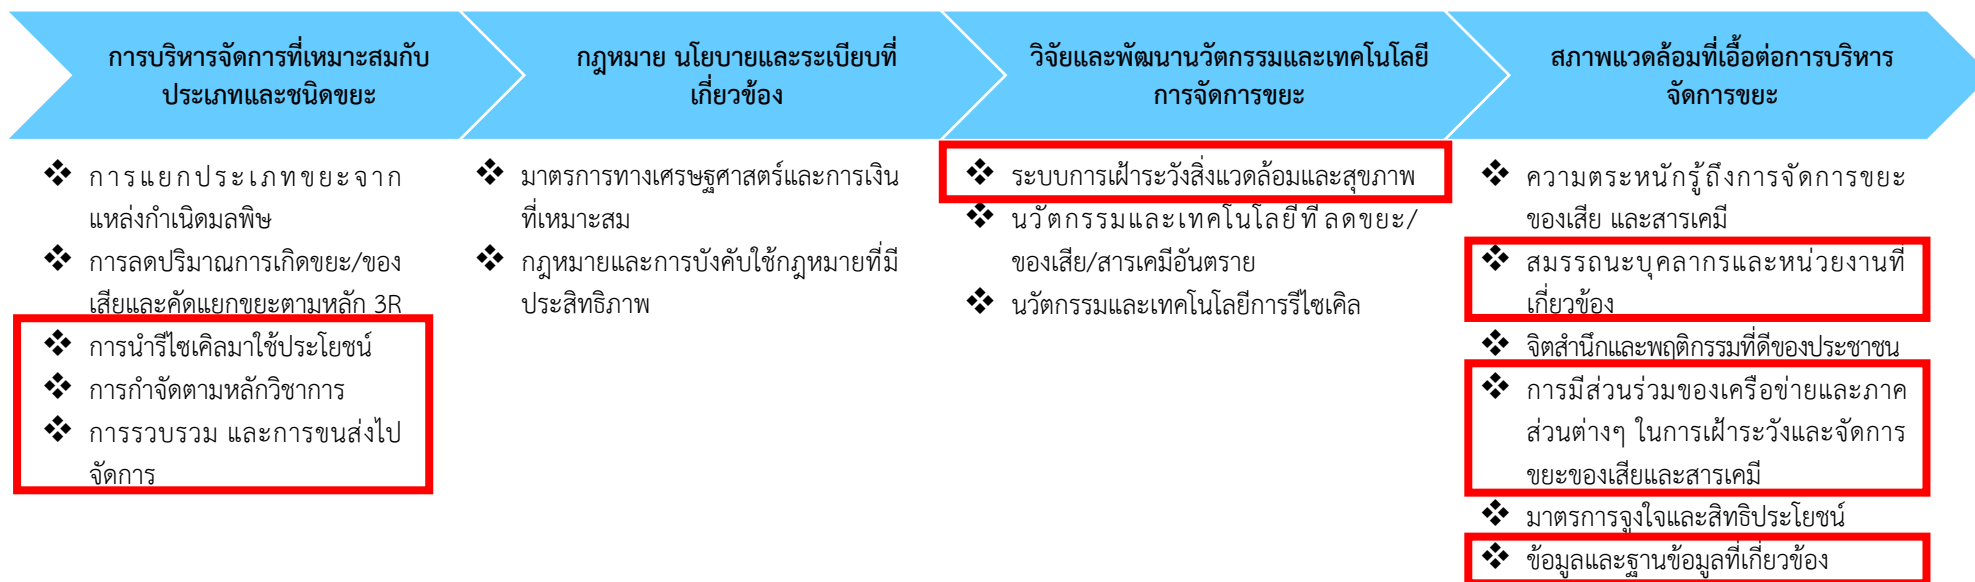 การบริหารจัดการที่เหมาะสมกับ
ประเภทและชนิดขยะ
กฎหมาย นโยบายและระเบียบที่
เกี่ยวข้อง
วิจัยและพัฒนานวัตกรรมและเทคโนโลยี
การจัดการขยะ
สภาพแวดล้อมที่เอื้อต่อการบริหาร
จัดการขยะ
❖ การแยกประเภทขยะจาก
แหล่งกำเนิดมลพิษ
❖ การลดปริมาณการเกิดขยะ/ของ
เสียและคัดแยกขยะตามหลัก 3R
❖ การนำรีไซเคิลมาใช้ประโยชน์
❖ การกำจัดตามหลักวิชาการ
❖ การรวบรวม และการขนส่งไป
จัดการ
❖ มาตรการทางเศรษฐศาสตร์และการเงิน
ที่เหมาะสม
❖ กฎหมายและการบังคับใช้กฎหมายที่มี
ประสิทธิภาพ
❖ ระบบการเฝ้าระวังสิ่งแวดล้อมและสุขภาพ
❖ นวัตกรรมและเทคโนโลยีที่ลดขยะ/
ของเสีย/สารเคมีอันตราย
❖ นวัตกรรมและเทคโนโลยีการรีไซเคิล
❖ ความตระหนักรู้ถึงการจัดการขยะ
ของเสีย และสารเคมี
❖ สมรรถนะบุคลากรและหน่วยงานที่
เกี่ยวข้อง
❖ จิตสำนึกและพฤติกรรมที่ดีของประชาชน
❖ การมีส่วนร่วมของเครือข่ายและภาค
ส่วนต่างๆ ในการเฝ้าระวังและจัดการ
ขยะของเสียและสารเคมี
❖ มาตรการจูงใจและสิทธิประโยชน์
❖ ข้อมูลและฐานข้อมูลที่เกี่ยวข้อง